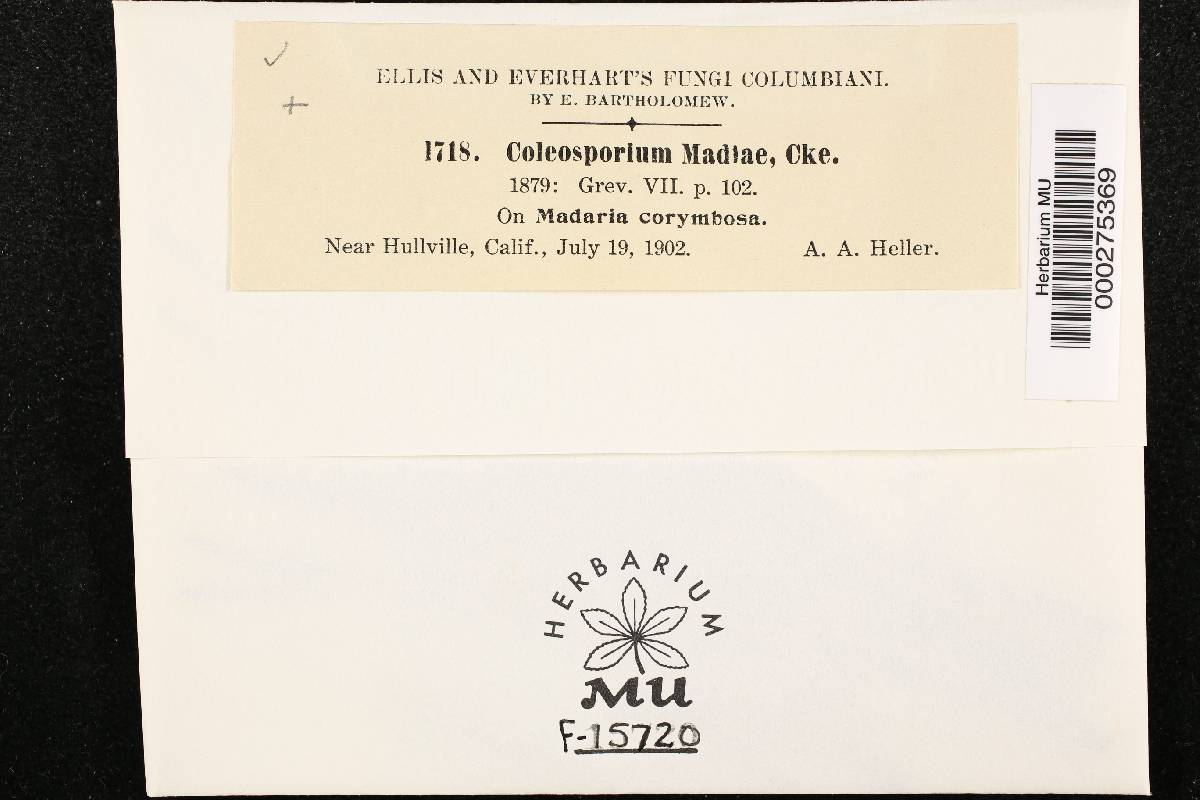 ELLIS AND EVERHART'S FUNGI COLUMBIANI.
BY E. BARTHOLOMEW.
1718. Coleosporium Madiae, Cke.
1879: Grev. VII. p. 102.
On Madaria corymbosa.
Near Hullville, Calif., July 19, 1902. A. A. Heller.
Herbarium MU
000275369
HERBARIUM
MU
F-15720